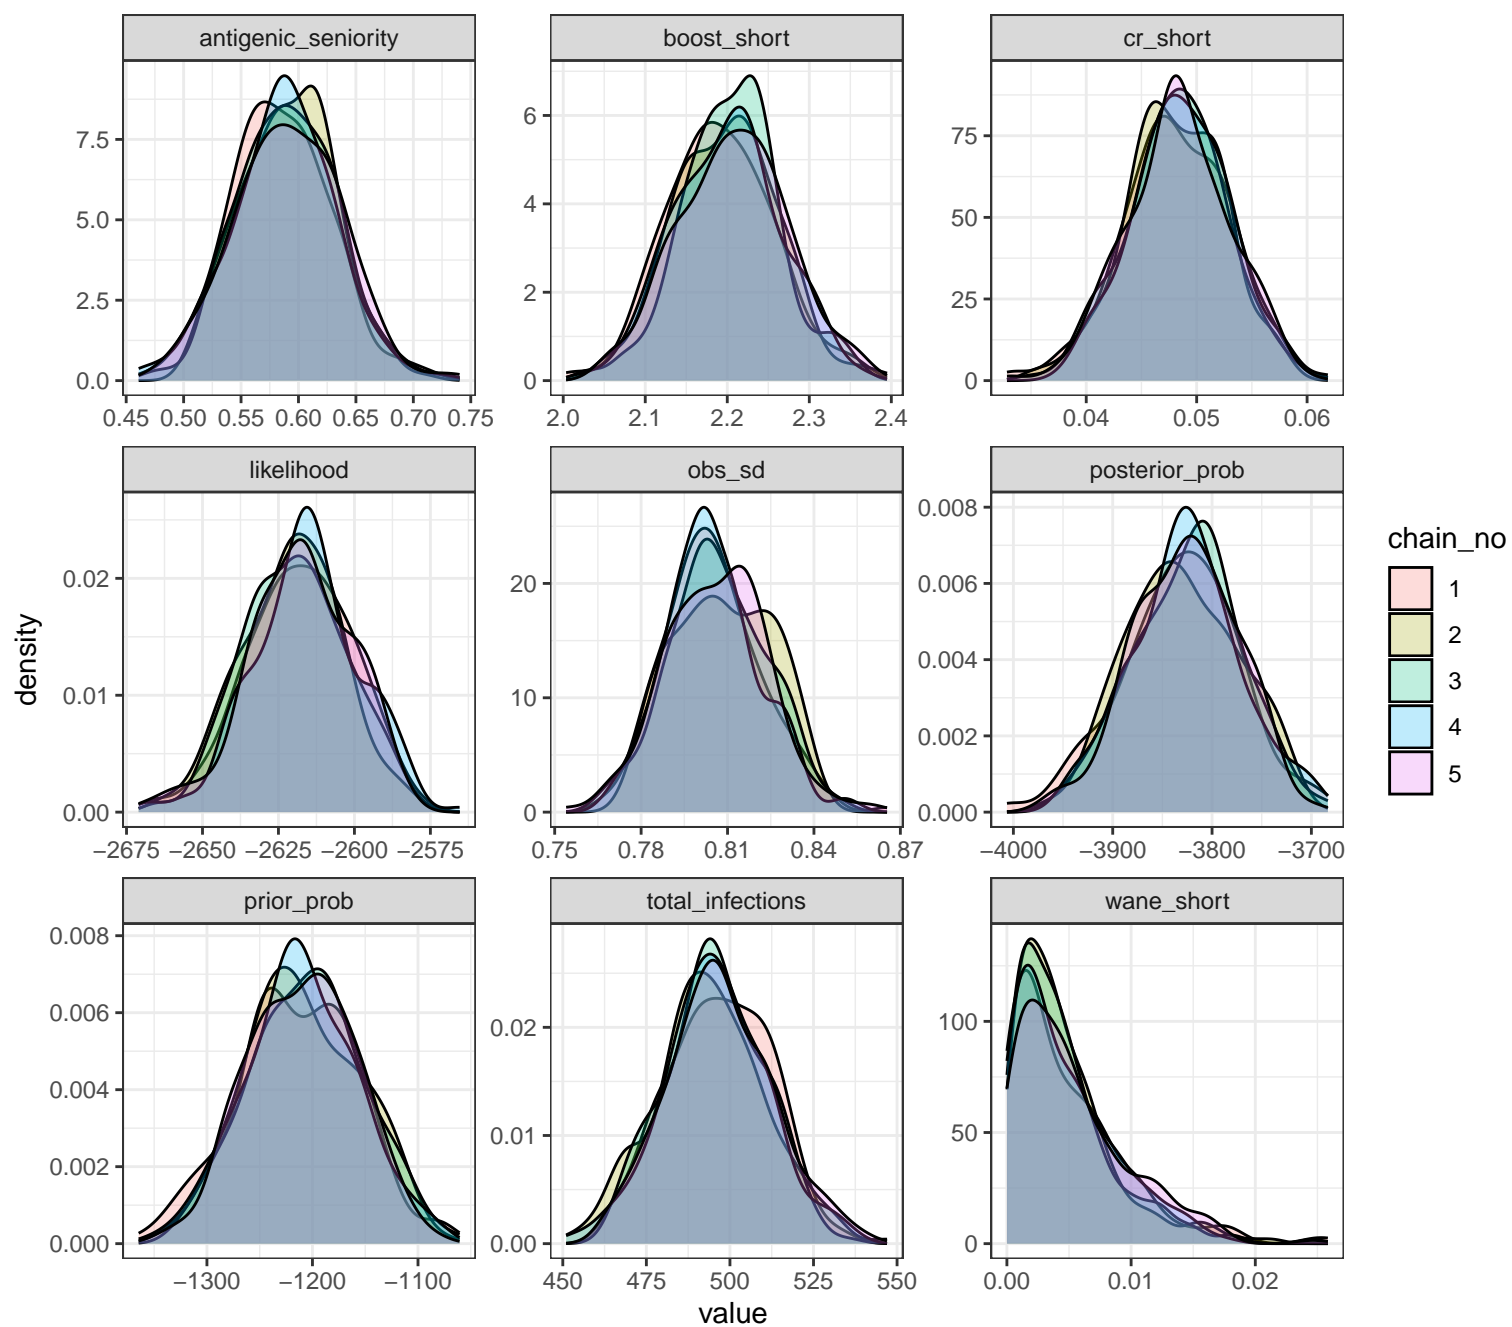 antigenic_seniority
boost_short
cr_short
7.5
5.0
2.5
0.0
0.45 0.50 0.55 0.60 0.65 0.70 0.75
6
4
2
0
2.0 2.1 2.2 2.3 2.4
75
50
25
0
0.04 0.05 0.06
likelihood
obs_sd
posterior_prob
0.02
0.01
0.00
−2675 −2650 −2625 −2600 −2575
20
10
0
0.75 0.78 0.81 0.84 0.87
0.008
0.006
0.004
0.002
0.000
−4000 −3900 −3800 −3700
prior_prob
total_infections
wane_short
0.008
0.006
0.004
0.002
0.000
−1300 −1200 −1100
0.02
0.01
0.00
450 475 500 525 550
100
50
0
0.00 0.01 0.02
density
value
chain_no
1
2
3
4
5